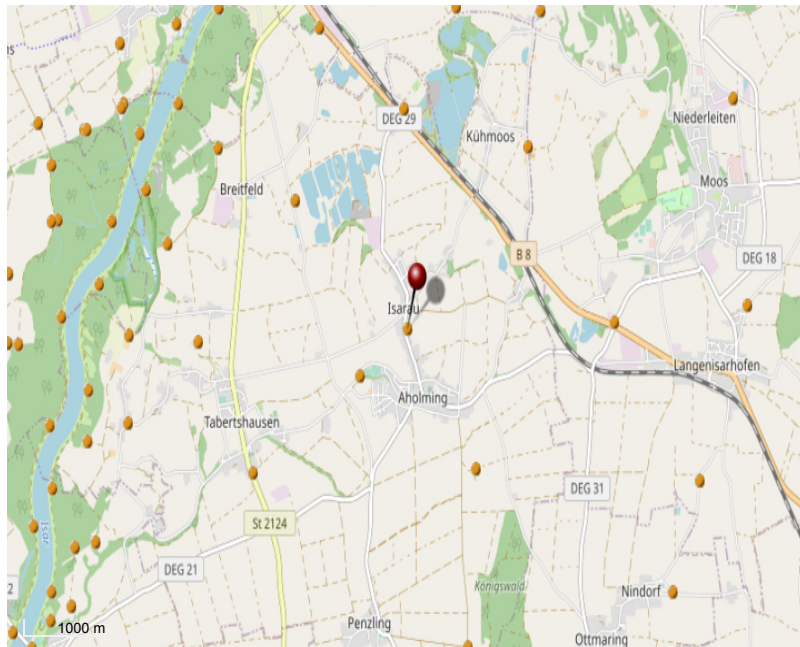 DEG 29
Niederleiten
Kühmoos
Breitfeld
Moos
B 8
DEG 18
Isarau
Langenisarhofen
Aholming
Tabertshausen
DEG 31
St 2124
Isar
DEG 21
Königswald
Nindorf
1000 m
Penzling
Ottmaring